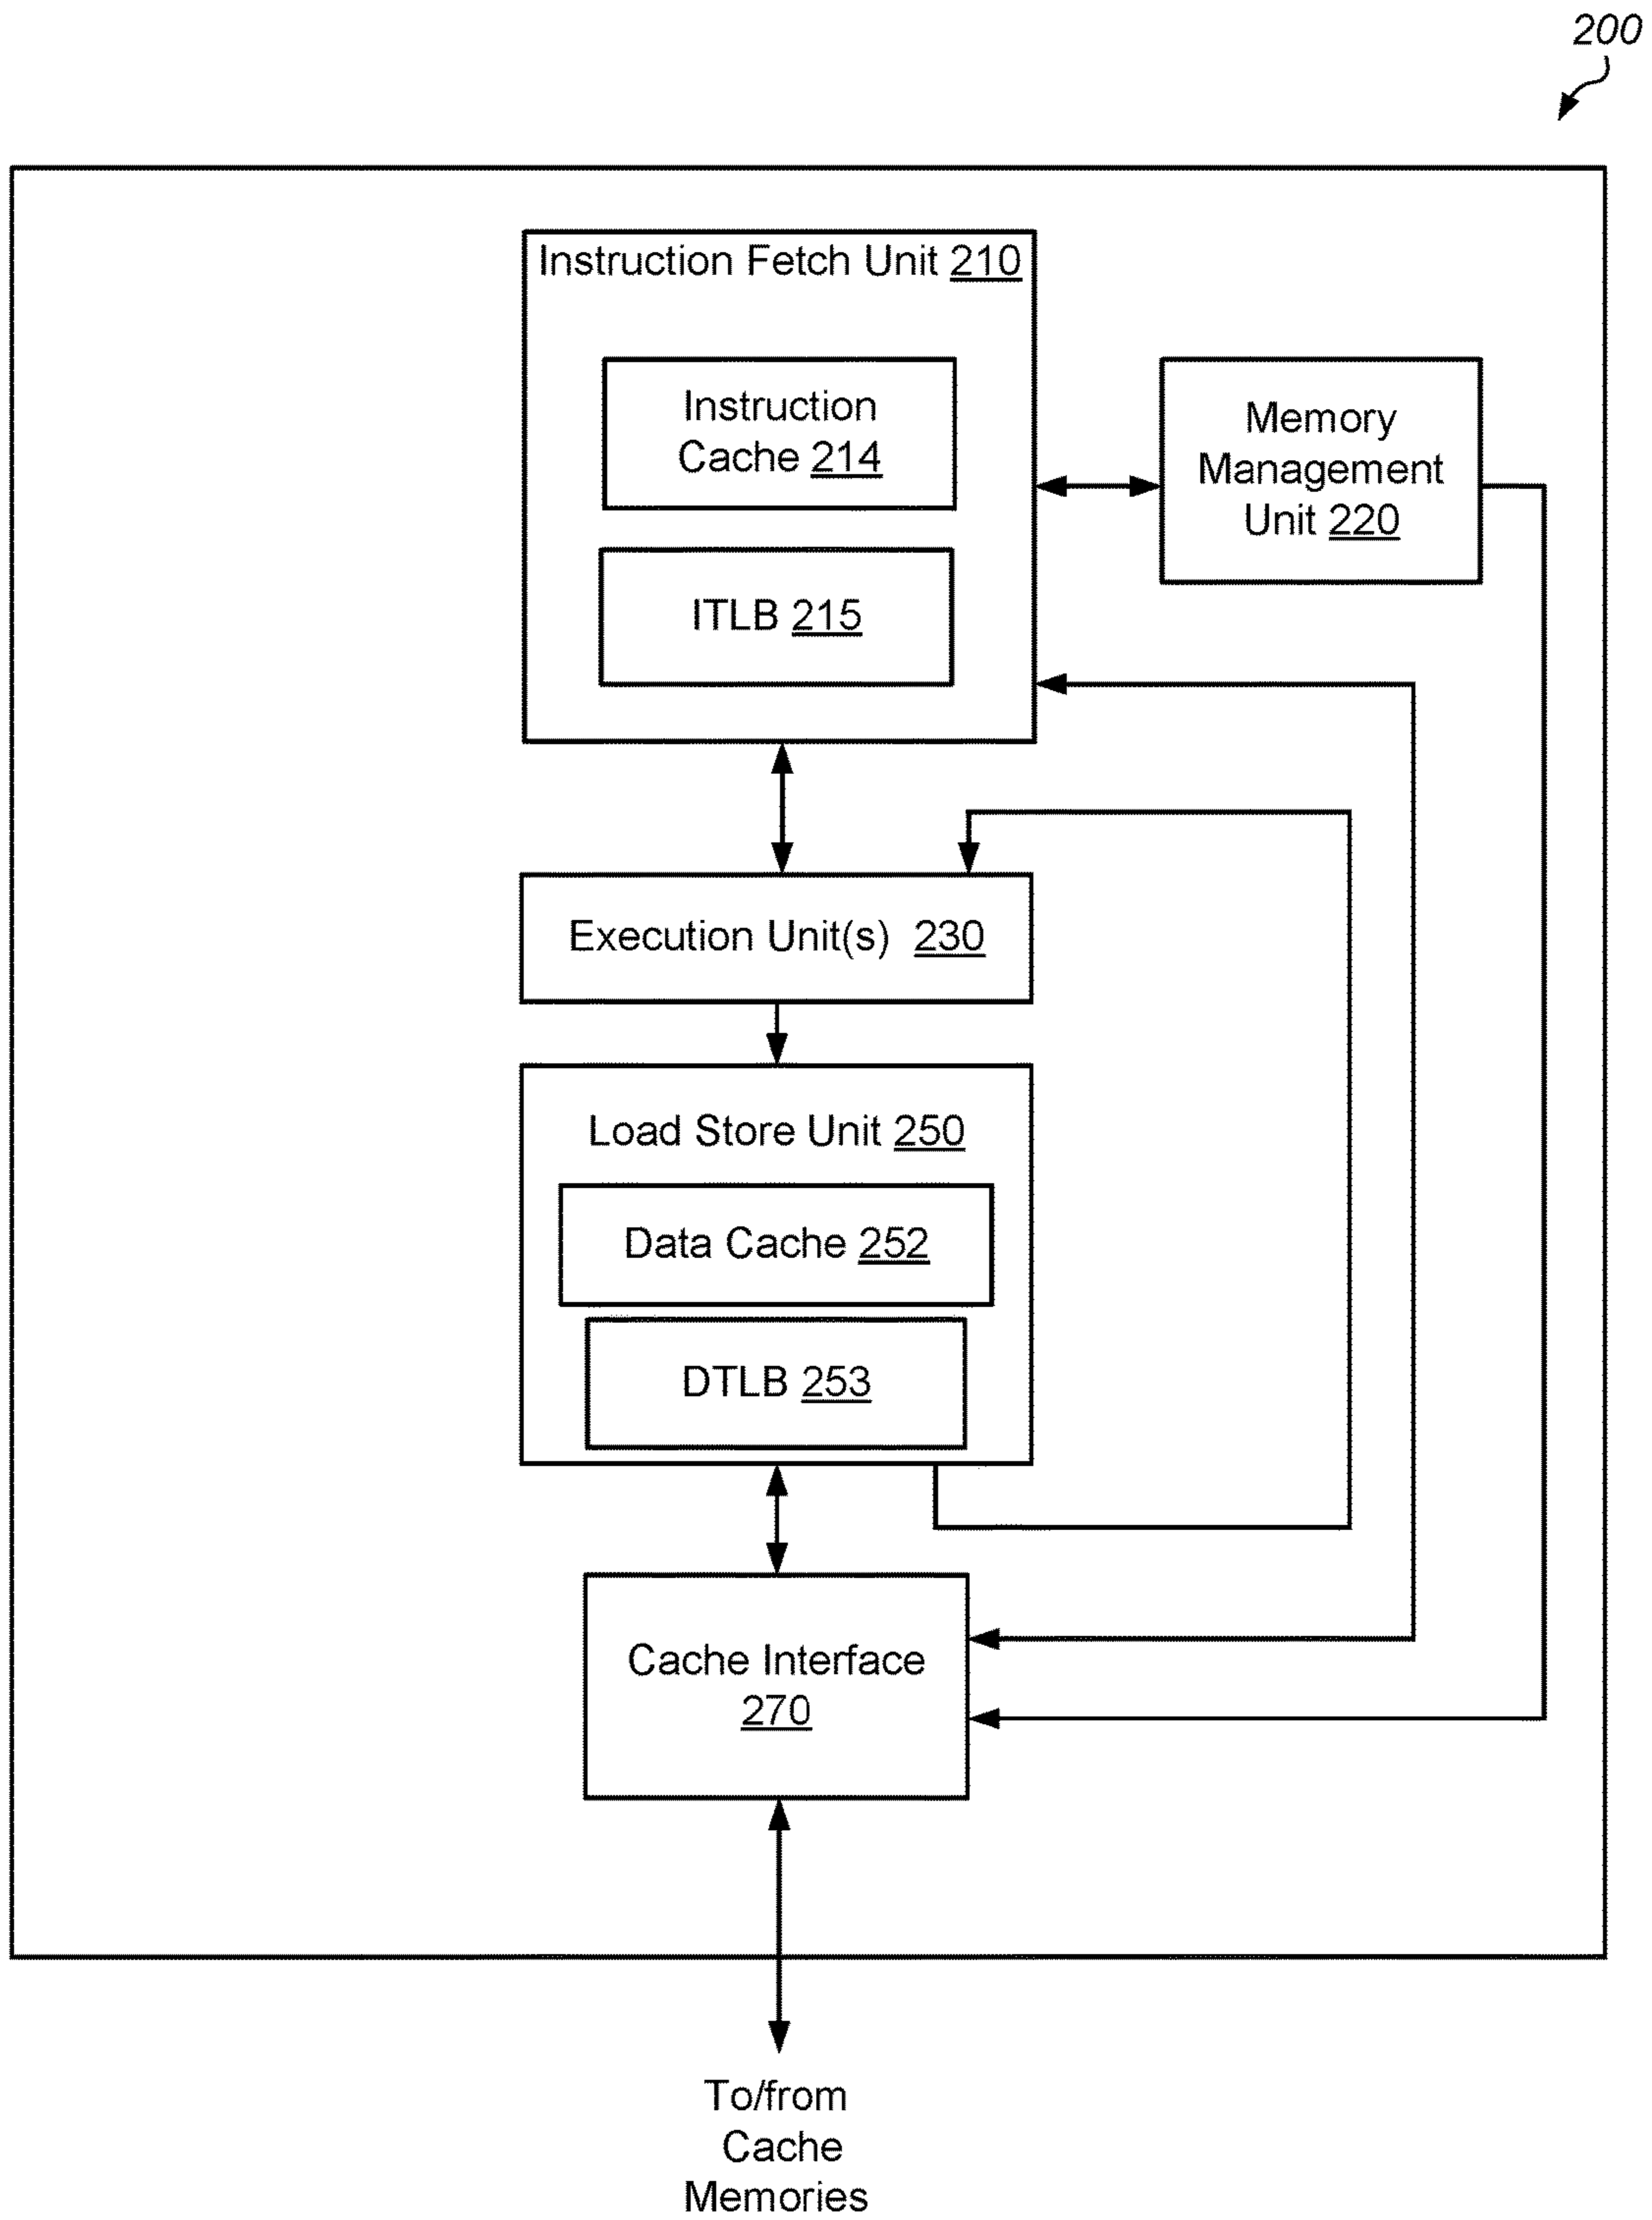 200
Instruction Fetch Unit 210
Instruction
Cache 214
Memory
Management
Unit 220
ITLB 215
Execution Unit(s) 230
Load Store Unit 250
Data Cache 252
DTLB 253
Cache Interface
270
To/from
Cache
Memories